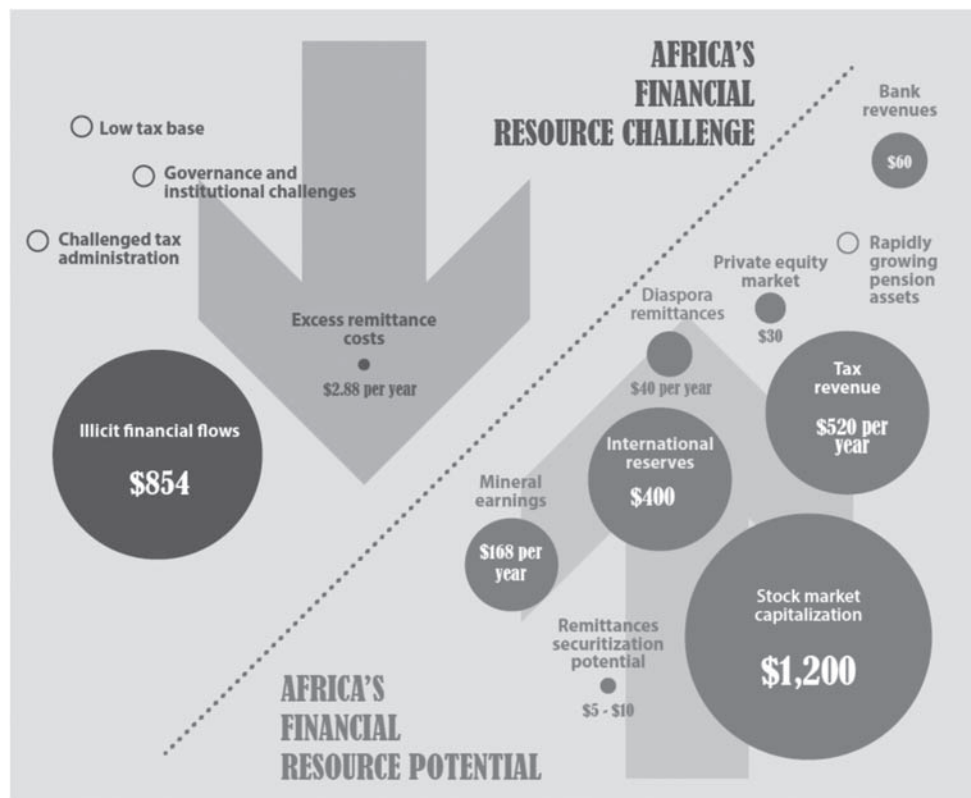 AFRICA'S
FINANCIAL
RESOURCE CHALLENGE
Low tax base
Governance and
institutional challenges
Challenged tax
administration
Excess remittance
costs
$2.88 per year
Illicit financial flows
$854
Bank
revenues
$60
Rapidly
growing
pension
assets
Private equity
market
$30
Diaspora
remittances
$40 per year
Tax
revenue
$520 per
year
International
reserves
$400
Mineral
earnings
$168 per
year
Stock market
capitalization
$1,200
Remittances
securitization
potential
$5 - $10
AFRICA'S
FINANCIAL
RESOURCE POTENTIAL